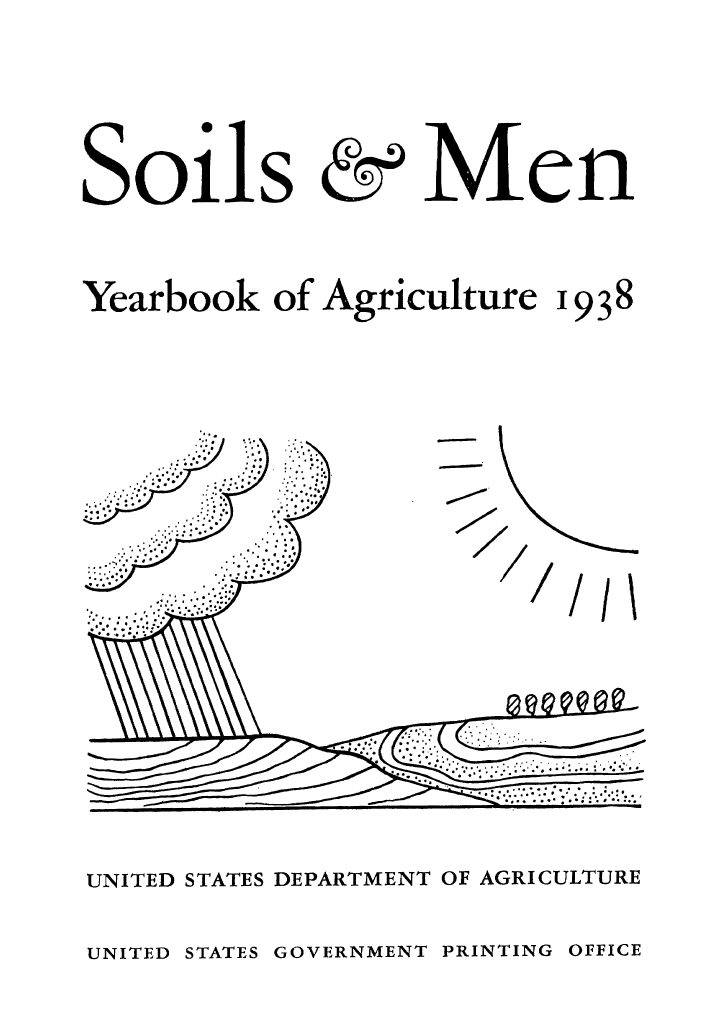 Soils & Men
Yearbook of Agriculture 1938
UNITED STATES DEPARTMENT OF AGRICULTURE
UNITED STATES GOVERNMENT PRINTING OFFICE